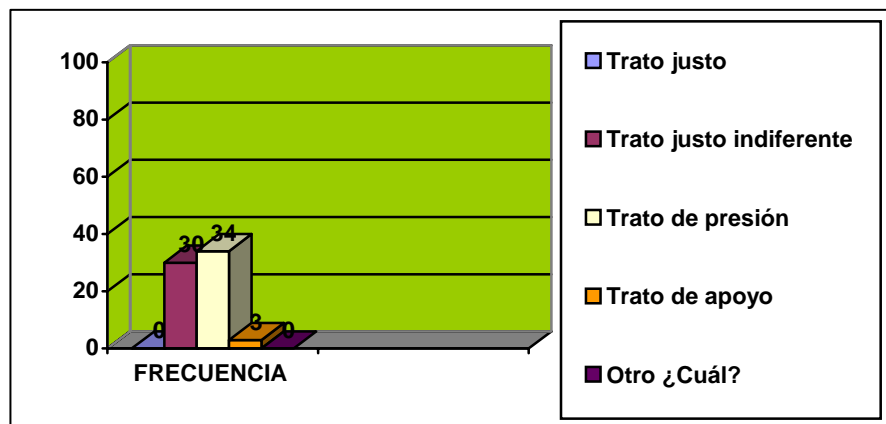 100
80
60
40
20
0
0
30
34
3
0
FRECUENCIA
Trato justo
Trato justo indiferente
Trato de presión
Trato de apoyo
Otro ¿Cuál?